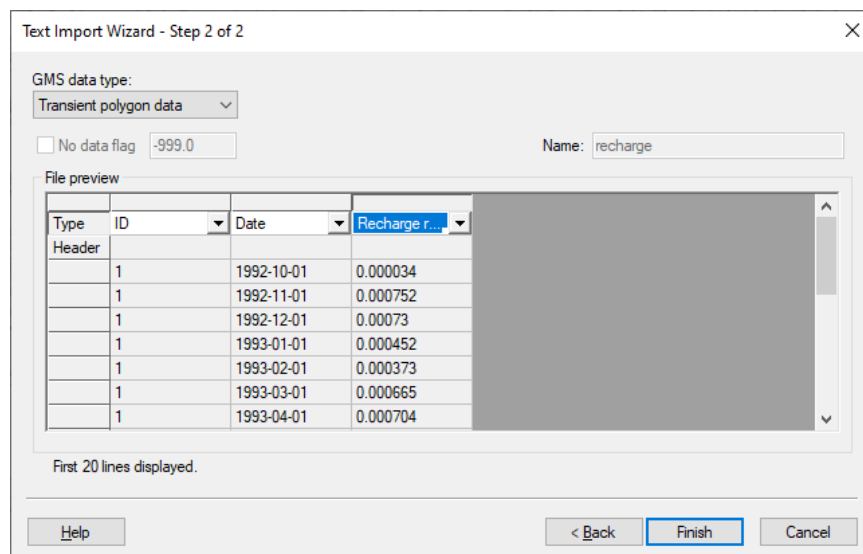 Text Import Wizard - Step 2 of 2
GMS data type:
Transient polygon data
No data flag -999.0 Name: recharge
File preview
Type ID Date Recharge r...
Header
1 1992-10-01 0.000034
1 1992-11-01 0.000752
1 1992-12-01 0.00073
1 1993-01-01 0.000452
1 1993-02-01 0.000373
1 1993-03-01 0.000665
1 1993-04-01 0.000704
First 20 lines displayed.
Help < Back Finish Cancel